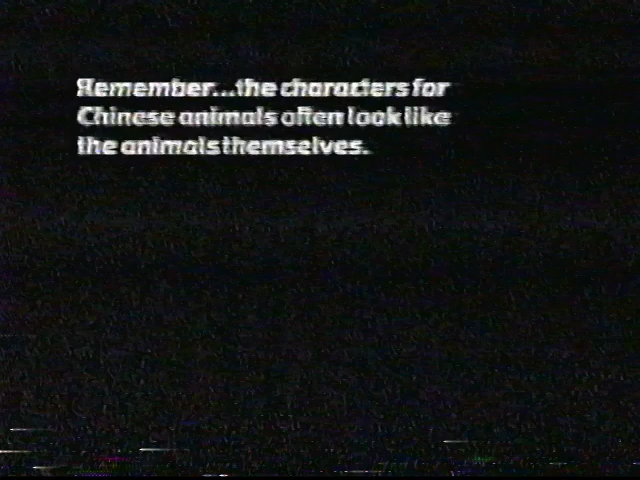 Remember...the characters for
Chinese animals often look like
the animals themselves.